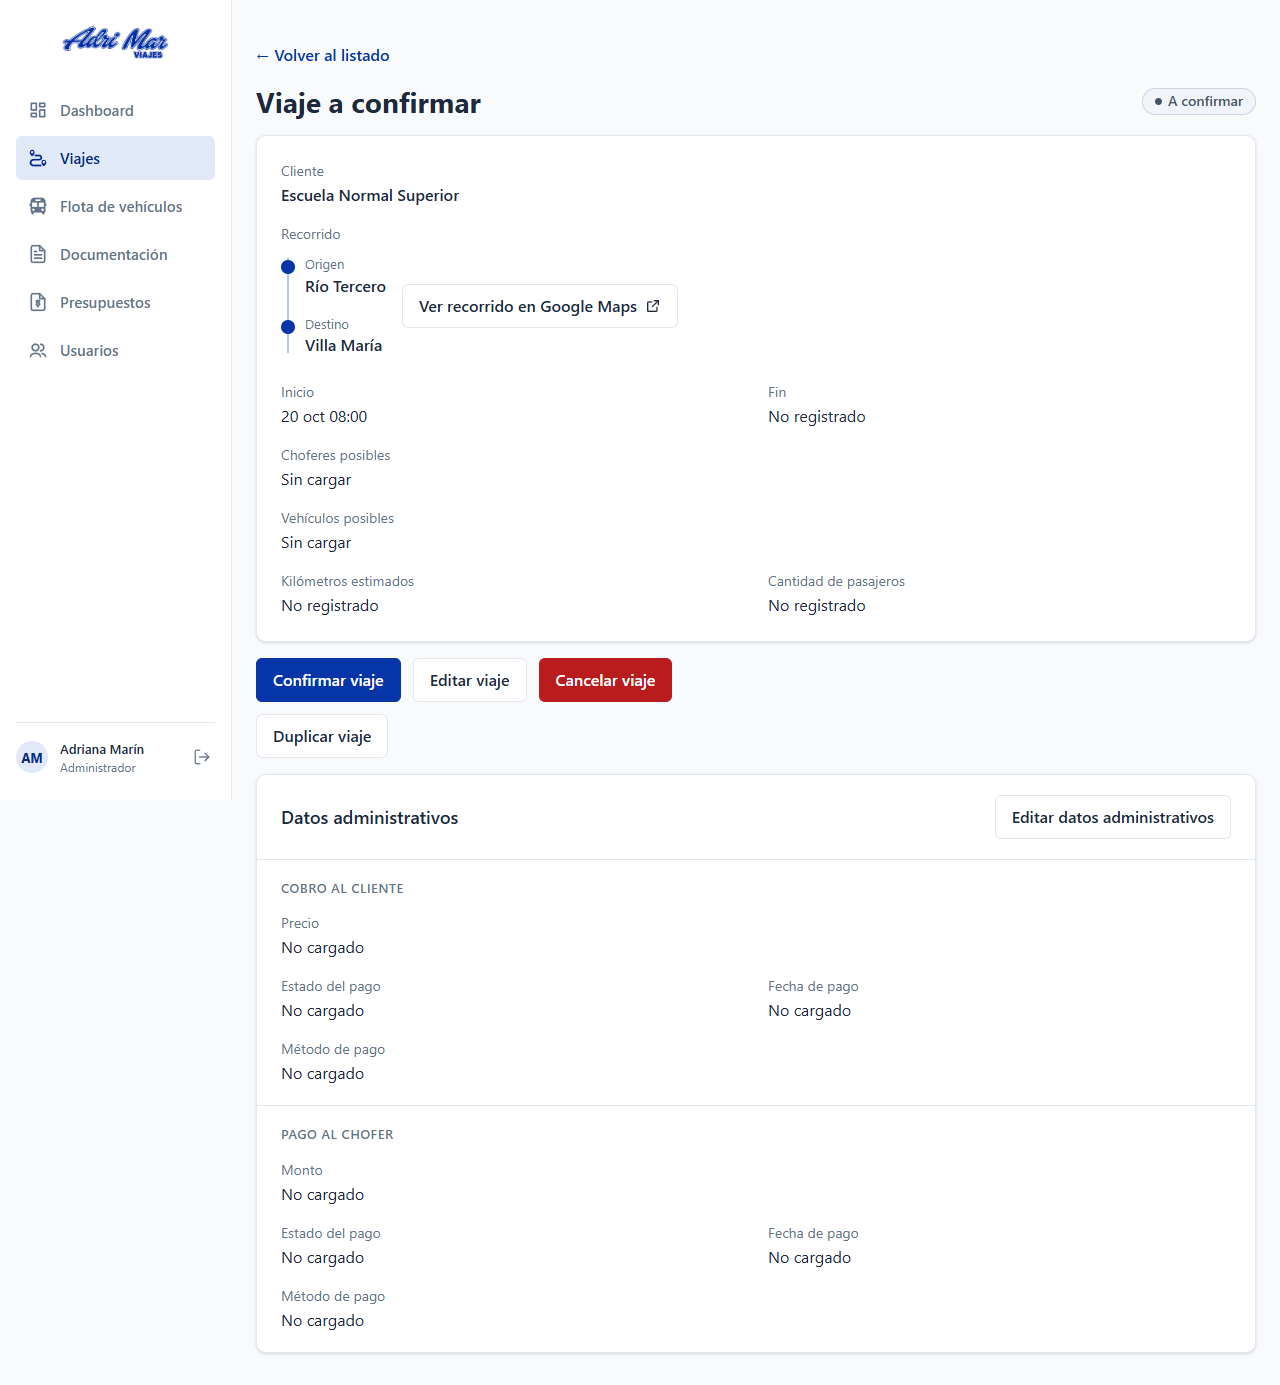 Adri Mar
VIAJES
Dashboard
Viajes
Flota de vehículos
Documentación
Presupuestos
Usuarios
AM
Adriana Marín
Administrador
← Volver al listado
Viaje a confirmar
A confirmar
Cliente
Escuela Normal Superior
Recorrido
Origen
Río Tercero
Destino
Villa María
Ver recorrido en Google Maps
Inicio
20 oct 08:00
Fin
No registrado
Choferes posibles
Sin cargar
Vehículos posibles
Sin cargar
Kilómetros estimados
No registrado
Cantidad de pasajeros
No registrado
Confirmar viaje
Editar viaje
Cancelar viaje
Duplicar viaje
Datos administrativos
Editar datos administrativos
COBRO AL CLIENTE
Precio
No cargado
Estado del pago
No cargado
Fecha de pago
No cargado
Método de pago
No cargado
PAGO AL CHOFER
Monto
No cargado
Estado del pago
No cargado
Fecha de pago
No cargado
Método de pago
No cargado